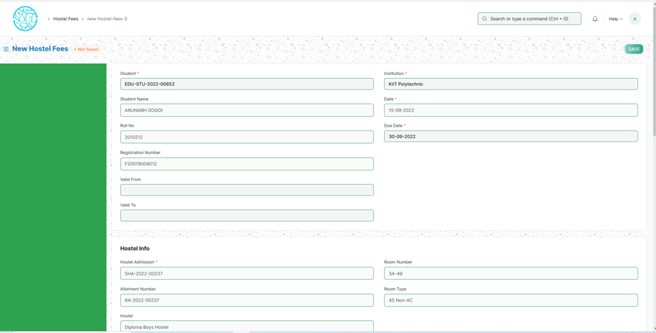 Hostel Fees
new-hostel-fees-3
Search or type a command (Ctrl + G)
Help
A
New Hostel Fees
Not Saved
SAVE
Student *
EDU-STU-2022-00652
Institution *
KIIT Polytechnic
Student Name
ARUNABH GOGOI
Date *
15-09-2022
Roll No
2010212
Due Date *
30-09-2022
Registration Number
F20019004012
Valid From
Valid To
Hostel Info
Hostel Admission *
SHA-2022-00237
Room Number
3A-46
Allotment Number
RA-2022-00237
Room Type
4S Non-AC
Hostel
Diploma Boys Hostel